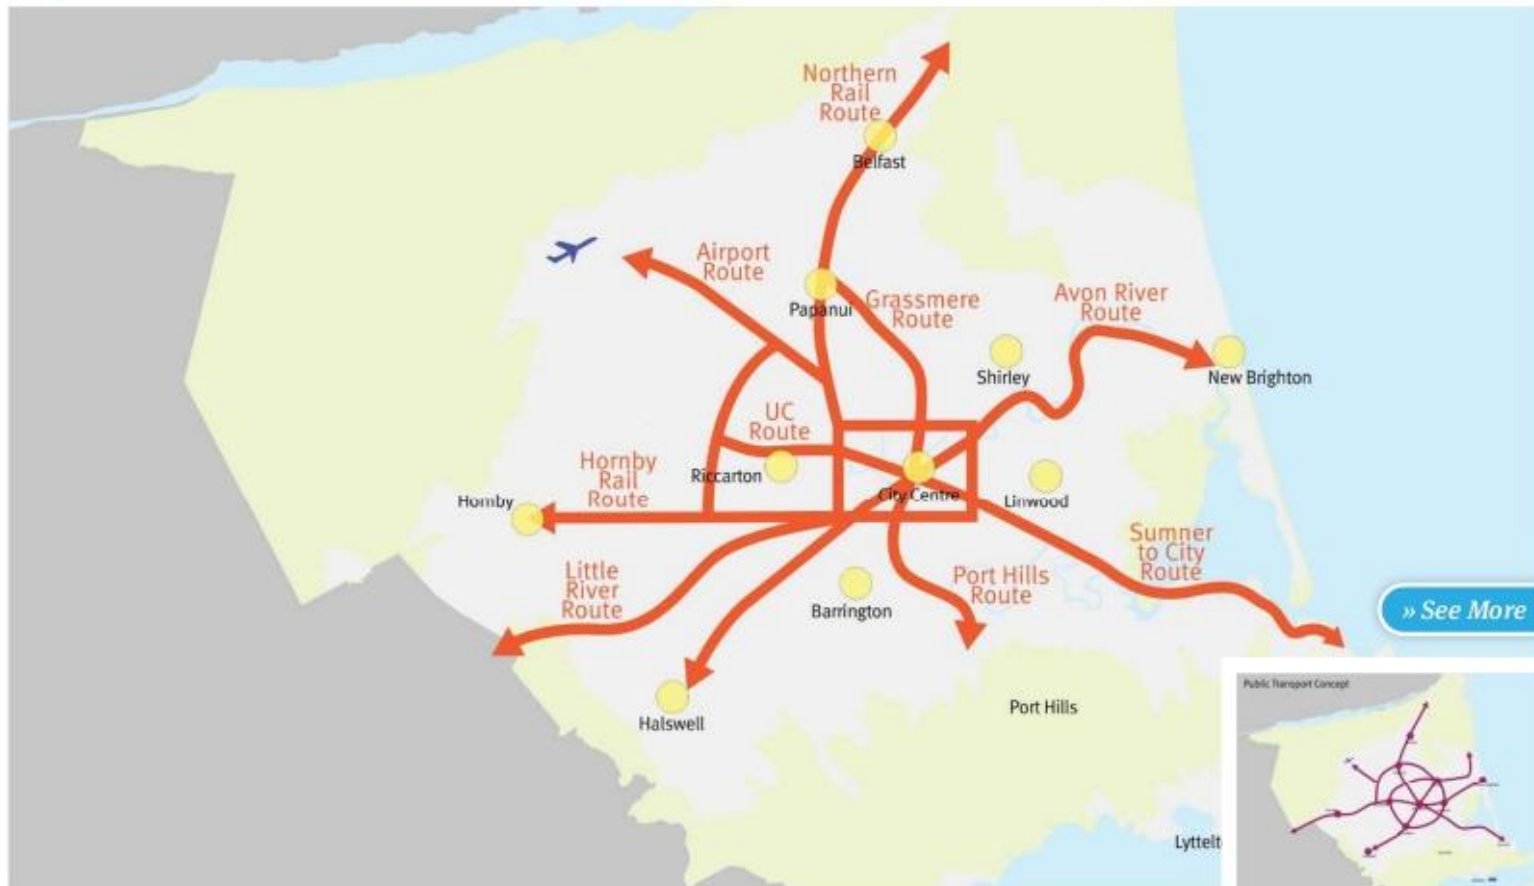 Northern
Rail
Route
Belfast
Airport
Route
Papanui
Grassmere
Route
Avon River
Route
Shirley
New Brighton
UC
Route
Hornby
Rail
Route
Riccarton
Hornby
City Centre
Linwood
Sumner
to City
Route
Little
River
Route
Port Hills
Route
Barrington
» See More
Halswell
Port Hills
Public Transport Concept
Lyttelt